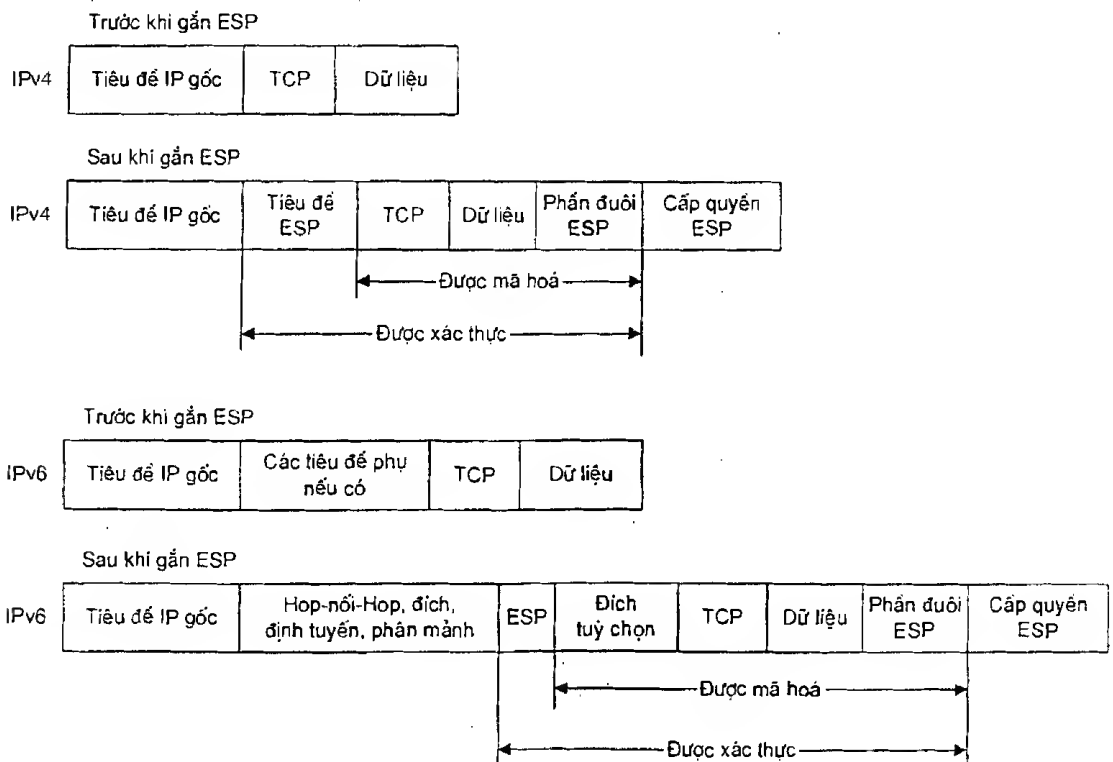 Trước khi gắn ESP
IPv4 Tiêu đề IP gốc TCP Dữ liệu
Sau khi gắn ESP
IPv4 Tiêu đề IP gốc Tiêu đề ESP TCP Dữ liệu Phần đuôi ESP Cấp quyền ESP
Được mã hoá
Được xác thực
Trước khi gắn ESP
IPv6 Tiêu đề IP gốc Các tiêu đề phụ nếu có TCP Dữ liệu
Sau khi gắn ESP
IPv6 Tiêu đề IP gốc Hop-nối-Hop, đích, định tuyến, phân mảnh ESP Đích tuỳ chọn TCP Dữ liệu Phần đuôi ESP Cấp quyền ESP
Được mã hoá
Được xác thực